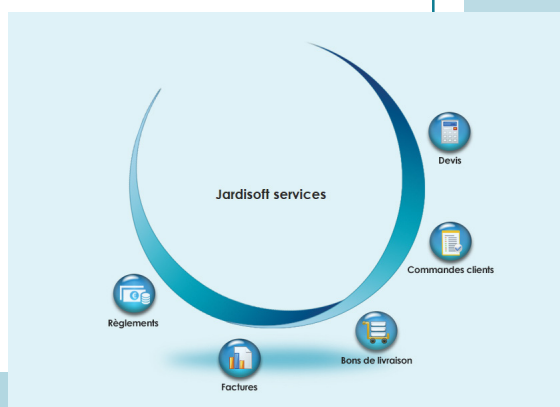 Jardisoft services
Devis
Commandes clients
Bons de livraison
Factures
Règlements